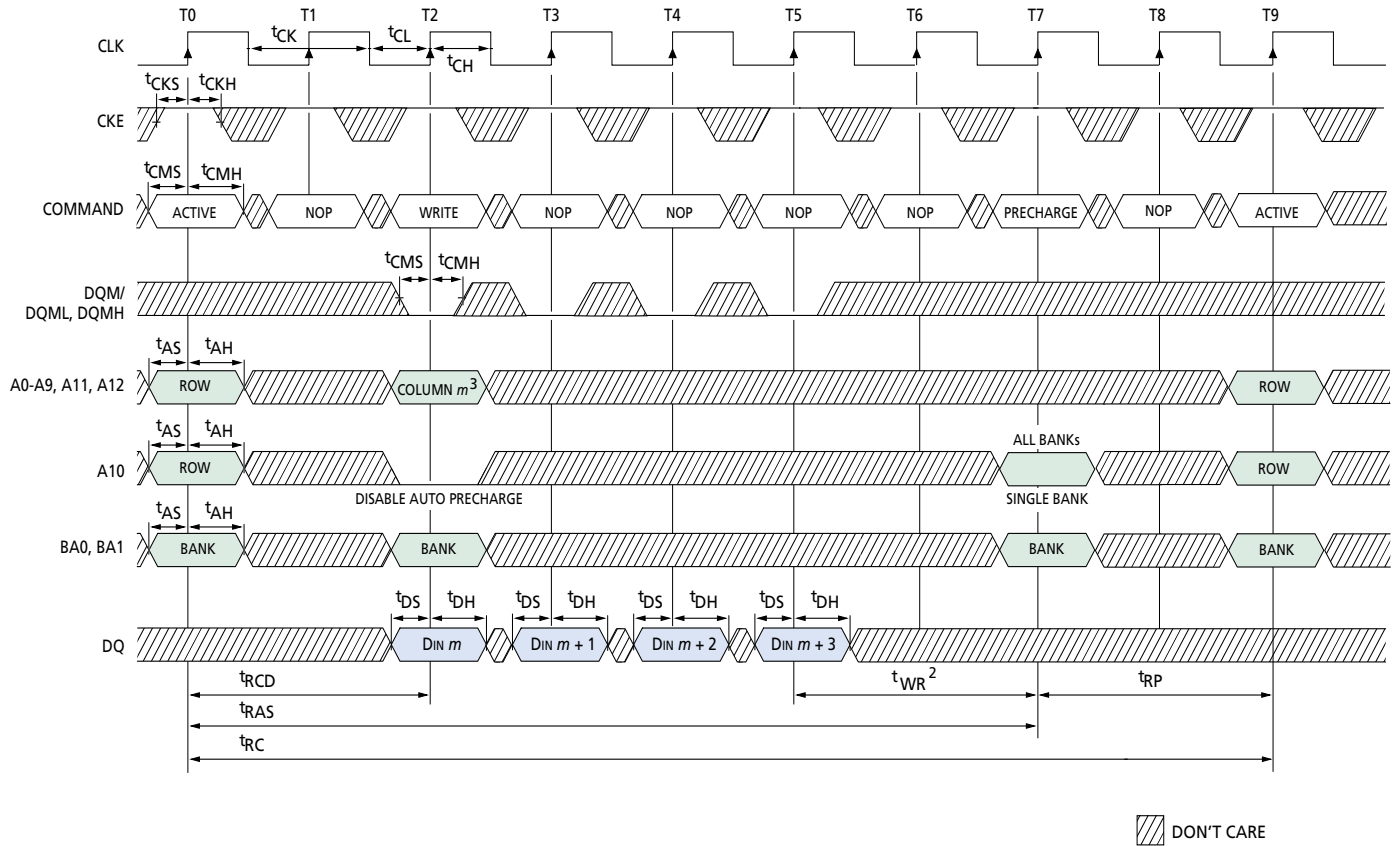 T0 T1 T2 T3 T4 T5 T6 T7 T8 T9
CLK
tCK tCL
tCH
tCKS tCKH
CKE
tCMS tCMH
COMMAND ACTIVE NOP WRITE NOP NOP NOP NOP PRECHARGE NOP ACTIVE
tCMS tCMH
DQM/
DQML, DQMH
tAS tAH
A0-A9, A11, A12 ROW COLUMN m3 ROW
tAS tAH
ALL BANKs
A10 ROW ROW
DISABLE AUTO PRECHARGE SINGLE BANK
tAS tAH
BA0, BA1 BANK BANK BANK BANK
tDS tDH tDS tDH tDS tDH tDS tDH
DQ DIN m DIN m + 1 DIN m + 2 DIN m + 3
tRCD tWR2 tRP
tRAS
tRC
DON'T CARE